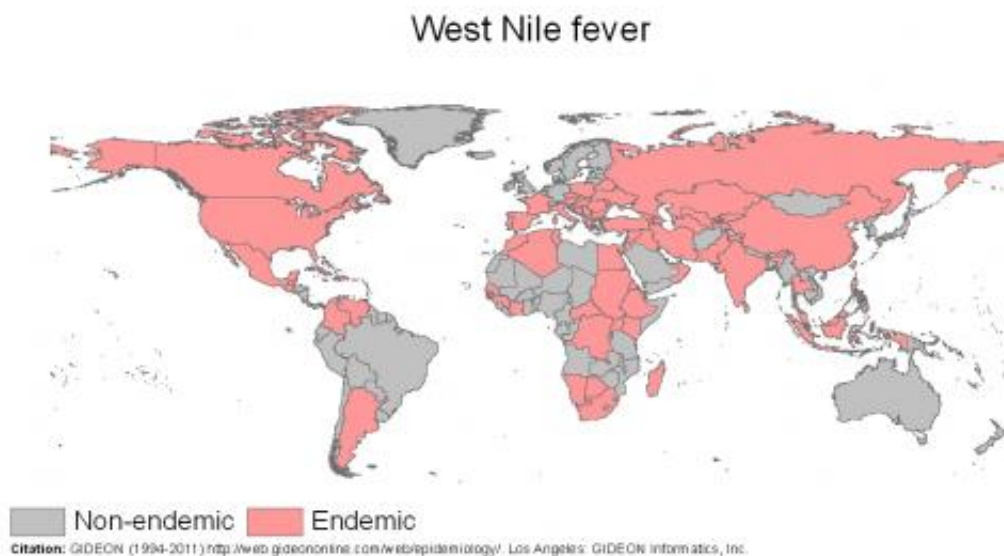 West Nile fever
Non-endemic Endemic
Citation: GIDEON (1994-2011) http://web.gideononline.com/web/epidemiology/. Los Angeles: GIDEON Informatics, Inc.